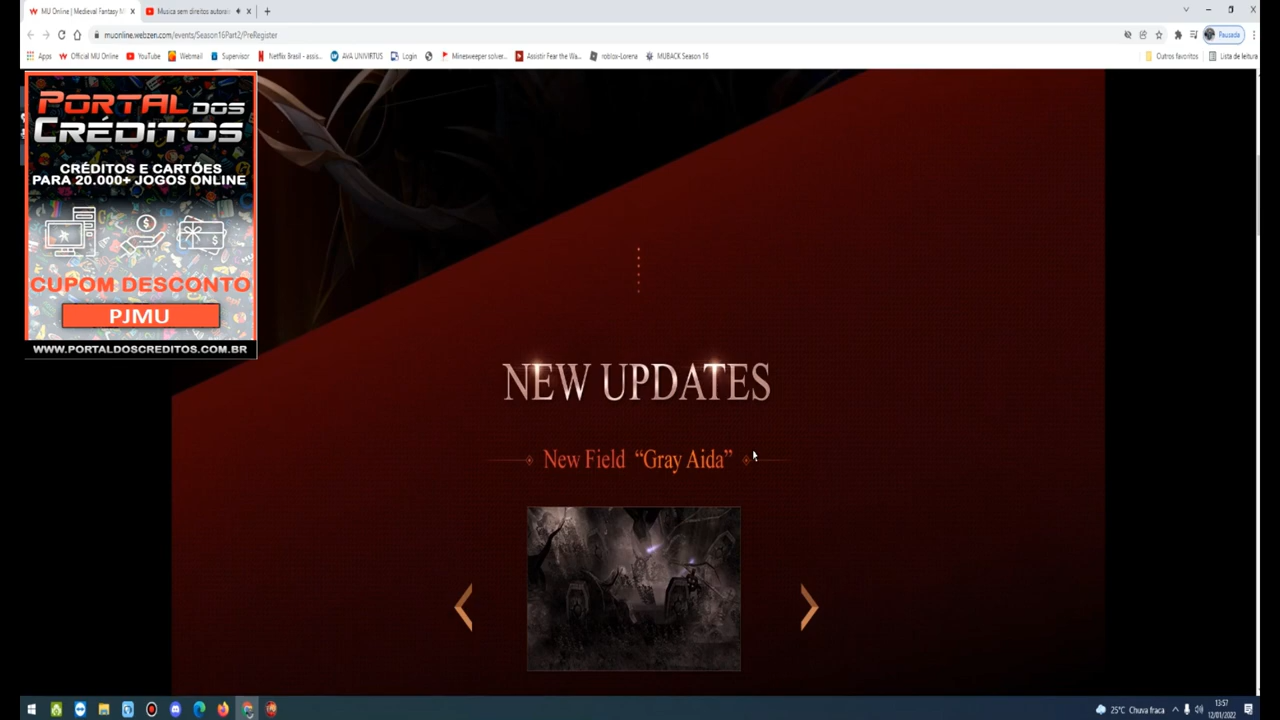 MU Online | Medieval Fantasy M
Musica sem direitos autorai
muonline.webzen.com/events/Season16Part2/PreRegister
Pausada
Apps
Official MU Online
YouTube
Webmail
Supervisor
Netflix Brasil - assis...
AVA UNIVIRTUS
Login
Minesweeper solver...
Assistir Fear the Wa...
roblox-Lorena
MUBACK Season 16
Outros favoritos
Lista de leitura
PORTAL DOS
CRÉDITOS
CRÉDITOS E CARTÕES
PARA 20.000+ JOGOS ONLINE
CUPOM DESCONTO
PJMU
WWW.PORTALDOSCREDITOS.COM.BR
NEW UPDATES
New Field “Gray Aida”
25°C Chuva fraca
13:57
12/01/2022